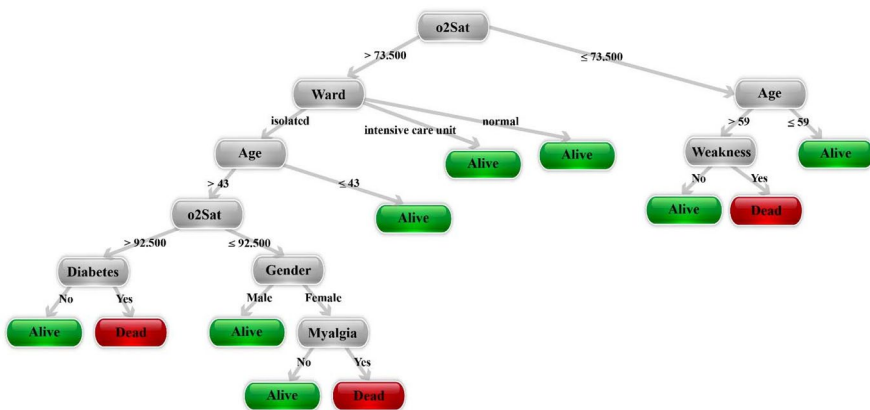 o2Sat
> 73.500
≤ 73.500
Ward
Age
isolated
intensive care unit
normal
> 59
≤ 59
Age
Alive
Alive
Weakness
Alive
> 43
≤ 43
No
Yes
o2Sat
Alive
Alive
Dead
> 92.500
≤ 92.500
Diabetes
Gender
No
Yes
Male
Female
Alive
Dead
Alive
Myalgia
No
Yes
Alive
Dead